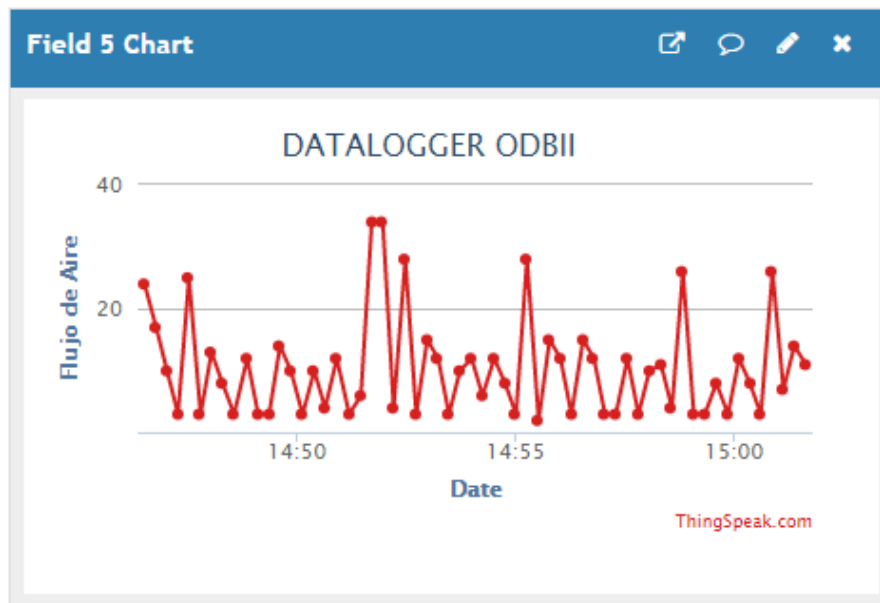 Field 5 Chart
DATALOGGER ODBII
40
20
Flujo de Aire
14:50
14:55
15:00
Date
ThingSpeak.com